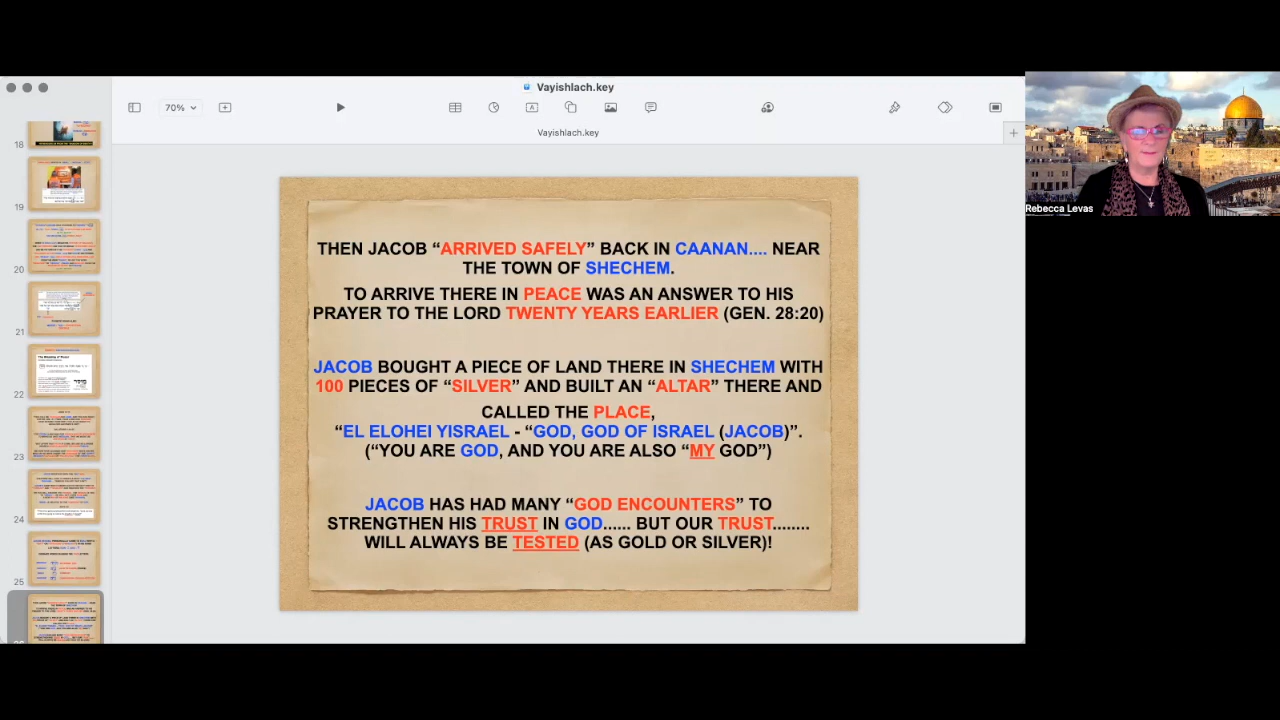 Vayishlach.key
70%
Vayishlach.key
Rebecca Levas
18
19
20
21
22
23
24
25
THEN JACOB “ARRIVED SAFELY” BACK IN CAANAN.... NEAR
THE TOWN OF SHECHEM.
TO ARRIVE THERE IN PEACE WAS AN ANSWER TO HIS
PRAYER TO THE LORD TWENTY YEARS EARLIER (GEN. 28:20)
JACOB BOUGHT A PIECE OF LAND THERE IN SHECHEM WITH
100 PIECES OF “SILVER” AND BUILT AN “ALTAR” THERE AND
CALLED THE PLACE,
“EL ELOHEI YISRAEL - “GOD, GOD OF ISRAEL (JACOB)”.
(“YOU ARE GOD, AND YOU ARE ALSO “MY GOD”)
JACOB HAS HAD MANY “GOD ENCOUNTERS” TO
STRENGTHEN HIS TRUST IN GOD...... BUT OUR TRUST........
WILL ALWAYS BE TESTED (AS GOLD OR SILVER)!